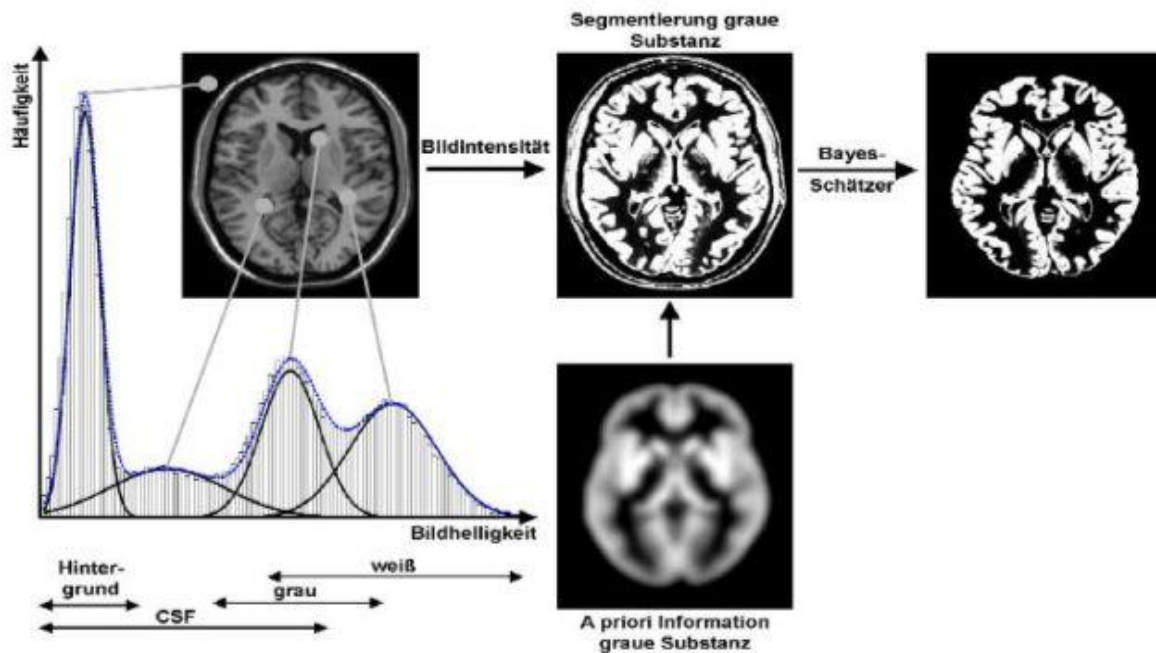 Häufigkeit
Segmentierung graue
Substanz
Bildintensität
Bayes-
Schätzer
Bildhelligkeit
Hinter-
grund
weiß
grau
CSF
A priori Information
graue Substanz